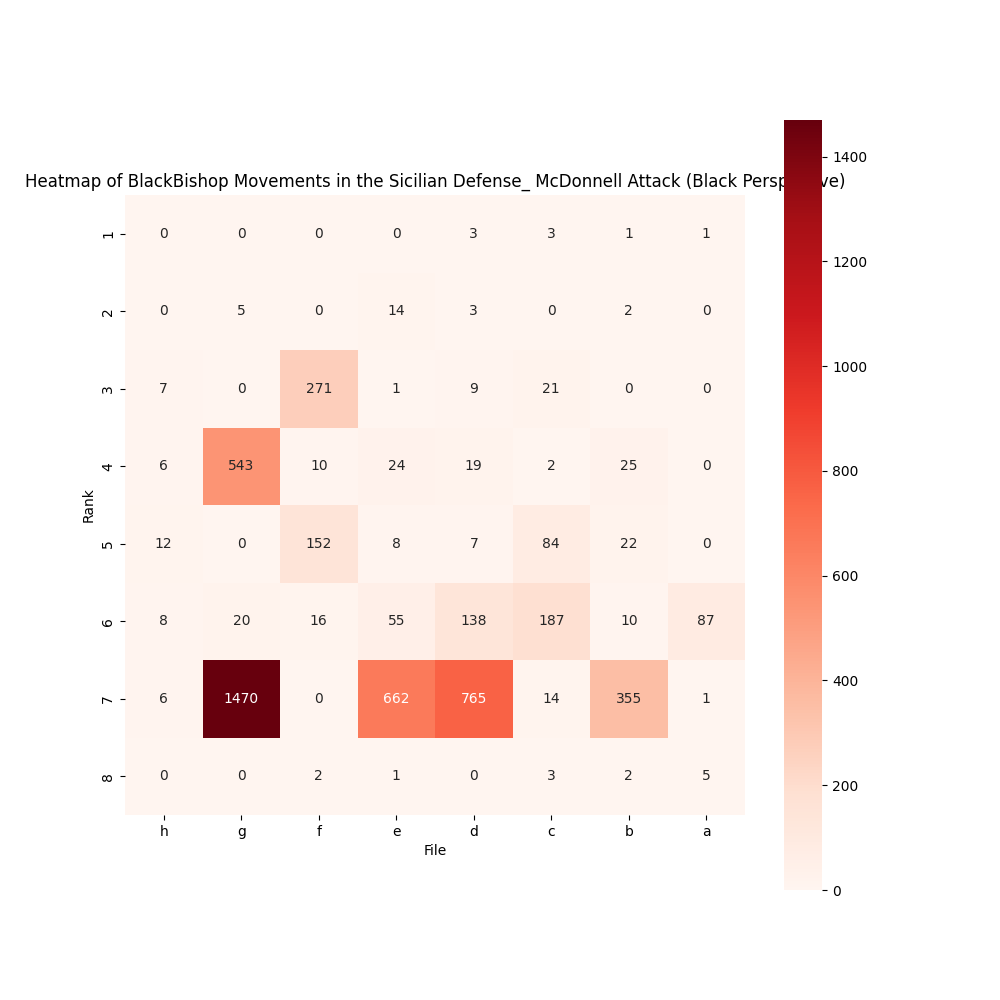 Heatmap of BlackBishop Movements in the Sicilian Defense_ McDonnell Attack (Black Perspective)
1 0 0 0 0 3 3 1 1
2 0 5 0 14 3 0 2 0
3 7 0 271 1 9 21 0 0
4 6 543 10 24 19 2 25 0
Rank
5 12 0 152 8 7 84 22 0
6 8 20 16 55 138 187 10 87
7 6 1470 0 662 765 14 355 1
8 0 0 2 1 0 3 2 5
h g f e d c b a
File
1400
1200
1000
800
600
400
200
0